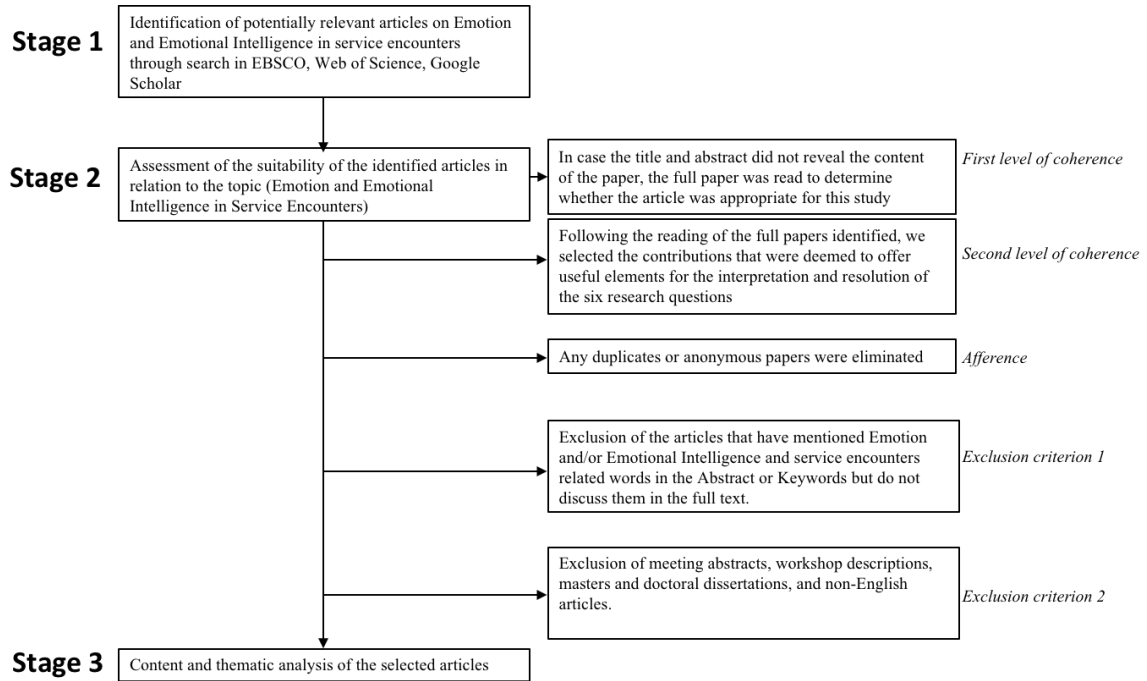 Stage 1
Identification of potentially relevant articles on Emotion
and Emotional Intelligence in service encounters
through search in EBSCO, Web of Science, Google
Scholar
Stage 2
Assessment of the suitability of the identified articles in
relation to the topic (Emotion and Emotional
Intelligence in Service Encounters)
In case the title and abstract did not reveal the content
of the paper, the full paper was read to determine
whether the article was appropriate for this study
First level of coherence
Following the reading of the full papers identified, we
selected the contributions that were deemed to offer
useful elements for the interpretation and resolution of
the six research questions
Second level of coherence
Any duplicates or anonymous papers were eliminated
Afference
Exclusion of the articles that have mentioned Emotion
and/or Emotional Intelligence and service encounters
related words in the Abstract or Keywords but do not
discuss them in the full text.
Exclusion criterion 1
Exclusion of meeting abstracts, workshop descriptions,
masters and doctoral dissertations, and non-English
articles.
Exclusion criterion 2
Stage 3
Content and thematic analysis of the selected articles